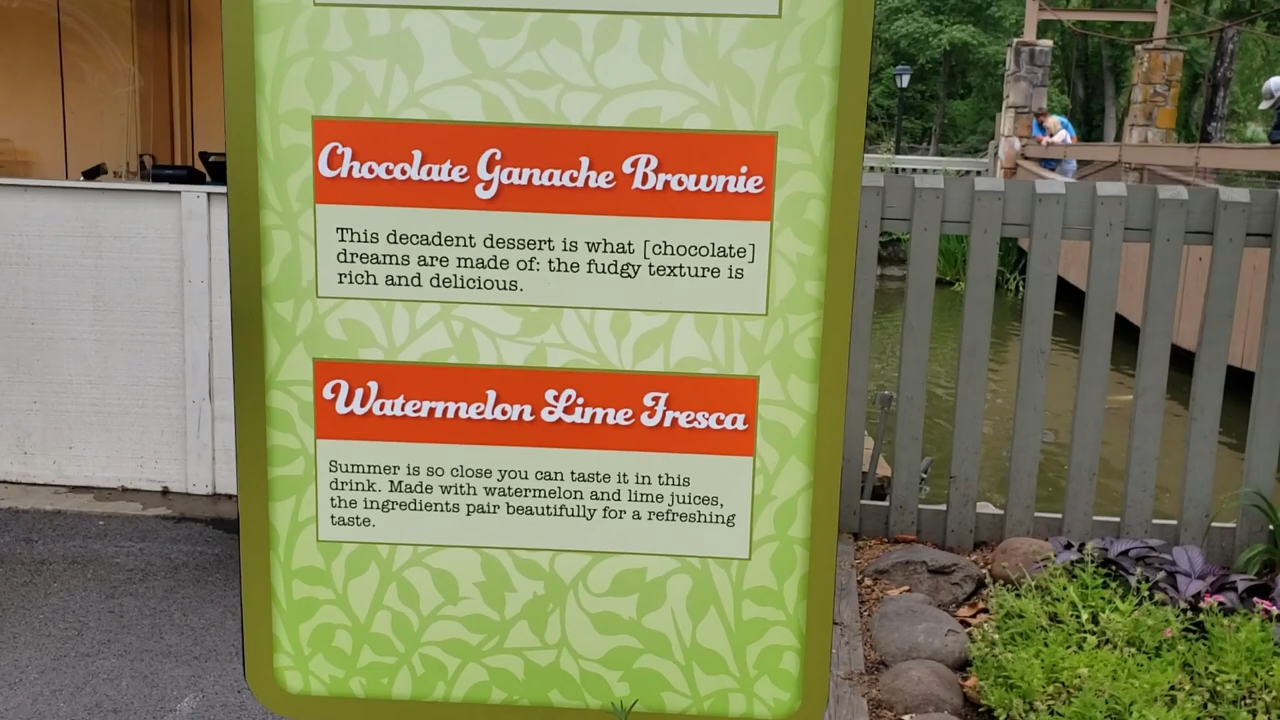 Chocolate Ganache Brownie
This decadent dessert is what [chocolate]
dreams are made of: the fudgy texture is
rich and delicious.
Watermelon Lime Fresca
Summer is so close you can taste it in this
drink. Made with watermelon and lime juices,
the ingredients pair beautifully for a refreshing
taste.